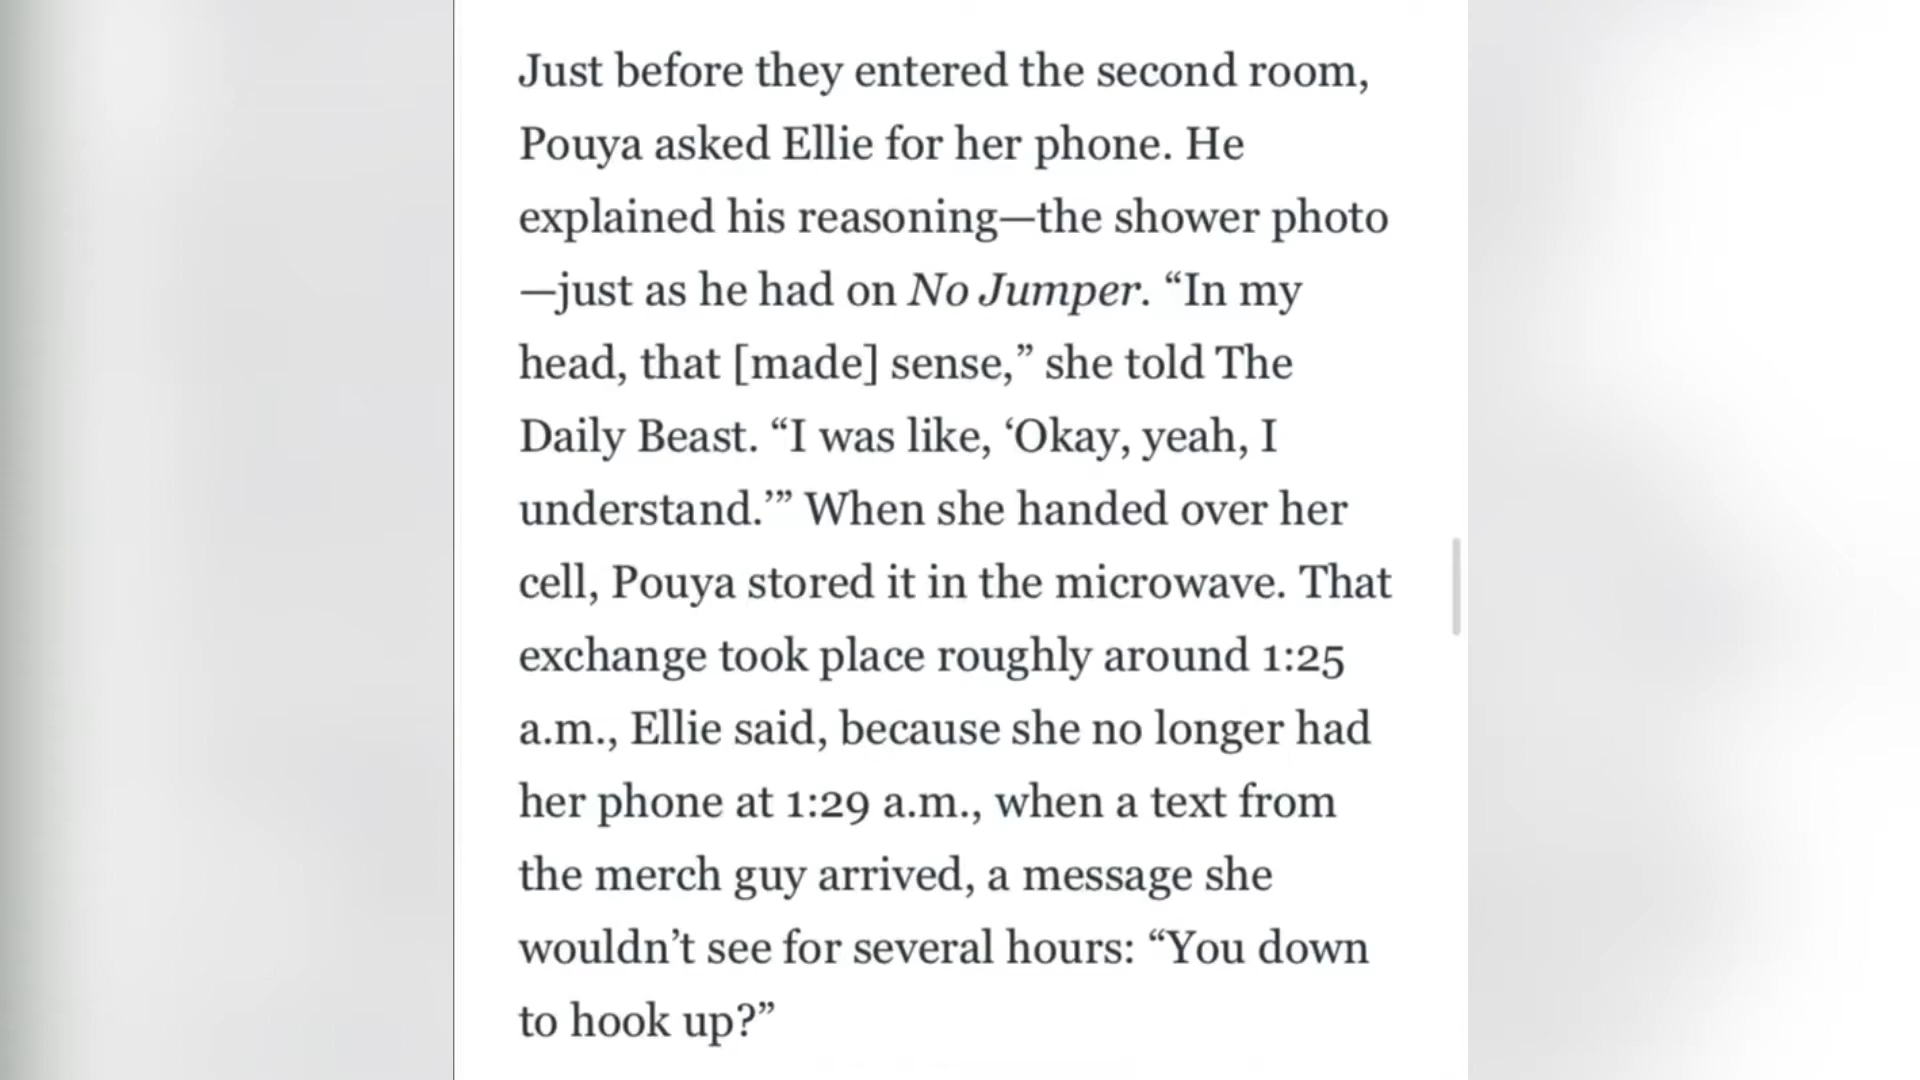 Just before they entered the second room,
Pouya asked Ellie for her phone. He
explained his reasoning—the shower photo
—just as he had on No Jumper. “In my
head, that [made] sense,” she told The
Daily Beast. “I was like, ‘Okay, yeah, I
understand.’” When she handed over her
cell, Pouya stored it in the microwave. That
exchange took place roughly around 1:25
a.m., Ellie said, because she no longer had
her phone at 1:29 a.m., when a text from
the merch guy arrived, a message she
wouldn’t see for several hours: “You down
to hook up?”